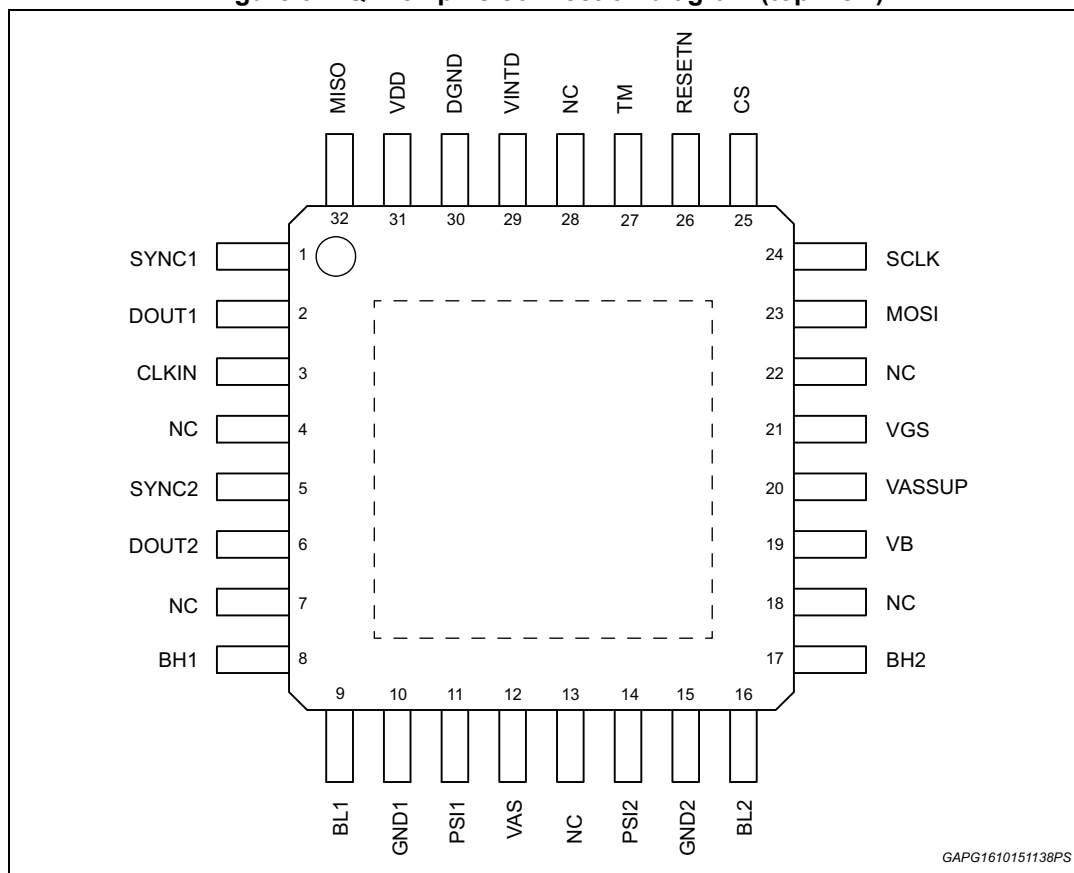 MISO
VDD
DGND
VINTD
NC
TM
RESETN
CS
32 31 30 29 28 27 26 25
SYNC1 1
DOUT1 2
CLKIN 3
NC 4
SYNC2 5
DOUT2 6
NC 7
BH1 8
24 SCLK
23 MOSI
22 NC
21 VGS
20 VASSUP
19 VB
18 NC
17 BH2
9 10 11 12 13 14 15 16
BL1
GND1
PSI1
VAS
NC
PSI2
GND2
BL2
GAPG1610151138PS